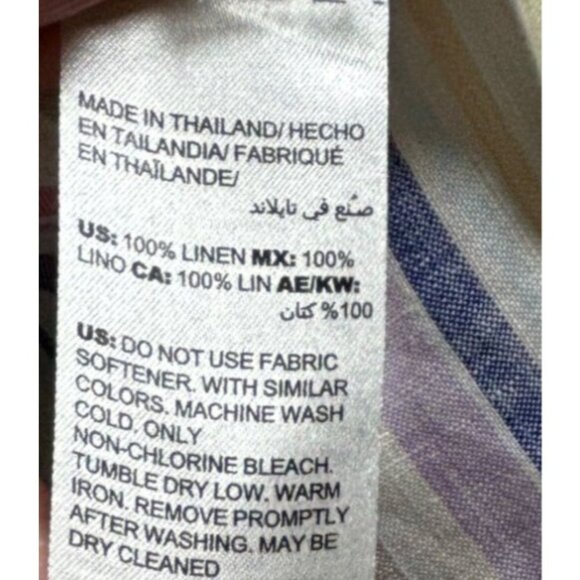 MADE IN THAILAND/ HECHO
EN TAILANDIA/ FABRIQUÉ
EN THAÏLANDE/
صُنع في تايلاند
US: 100% LINEN MX: 100%
LINO CA: 100% LIN AE/KW:
100% كتان
US: DO NOT USE FABRIC
SOFTENER. WITH SIMILAR
COLORS. MACHINE WASH
COLD. ONLY
NON-CHLORINE BLEACH.
TUMBLE DRY LOW. WARM
IRON. REMOVE PROMPTLY
AFTER WASHING. MAY BE
DRY CLEANED